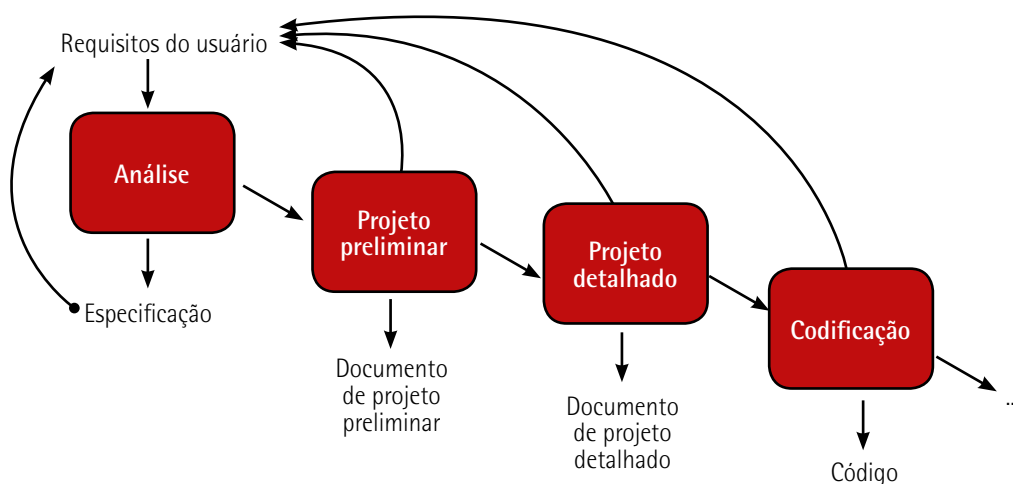 Requisitos do usuário
Análise
Especificação
Projeto
preliminar
Documento
de projeto
preliminar
Projeto
detalhado
Documento
de projeto
detalhado
Codificação
Código
..